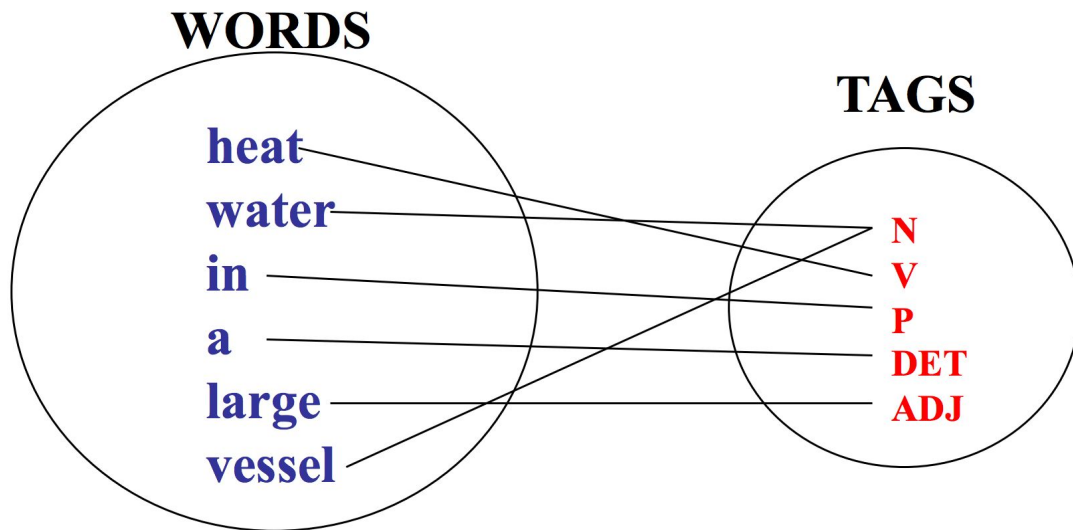 WORDS
heat
water
in
a
large
vessel
TAGS
N
V
P
DET
ADJ